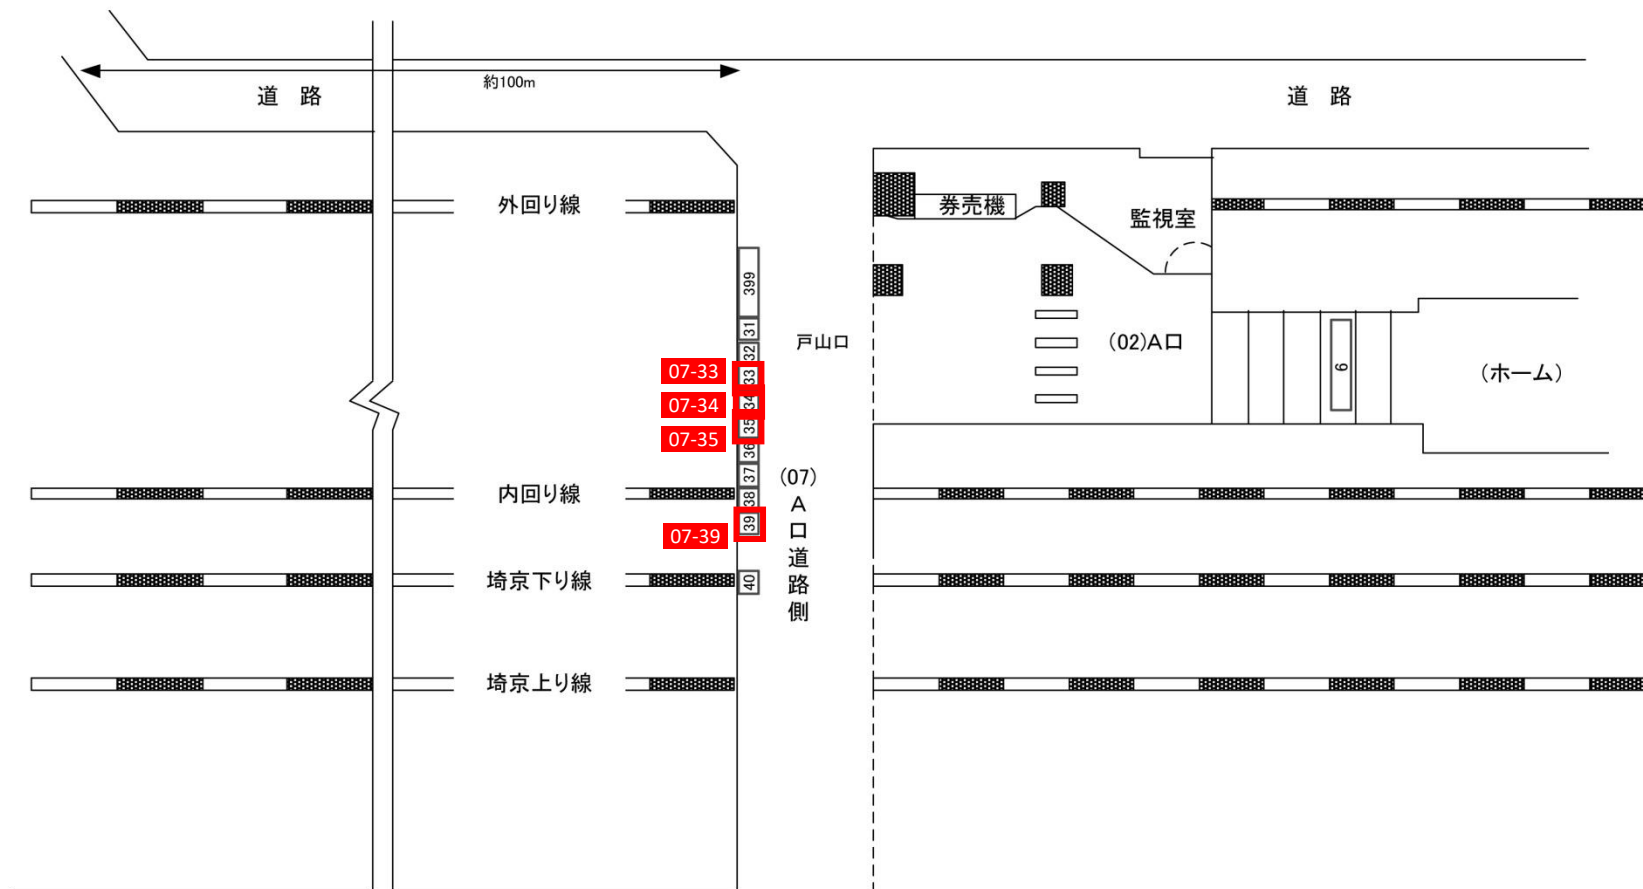 約100m
道 路
道 路
外回り線
券売機
監視室
399
31
32
33
34
35
36
37
38
39
40
戸山口
(02)A口
6
(ホーム)
07-33
07-34
07-35
07-39
(07)
A口道路側
内回り線
埼京下り線
埼京上り線